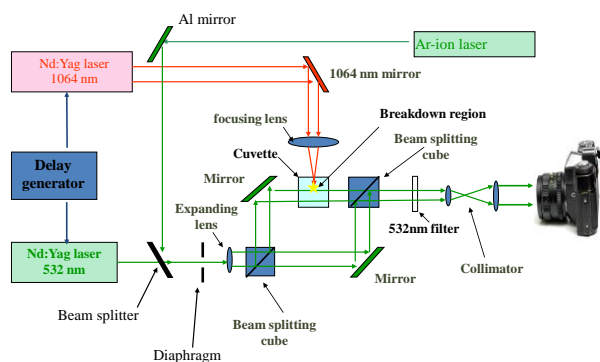 Al mirror
Ar-ion laser
Nd:Yag laser
1064 nm
1064 nm mirror
focusing lens
Breakdown region
Cuvette
Beam splitting
cube
Delay
generator
Mirror
Expanding
lens
532nm filter
Nd:Yag laser
532 nm
Collimator
Mirror
Beam splitter
Beam splitting
cube
Diaphragm